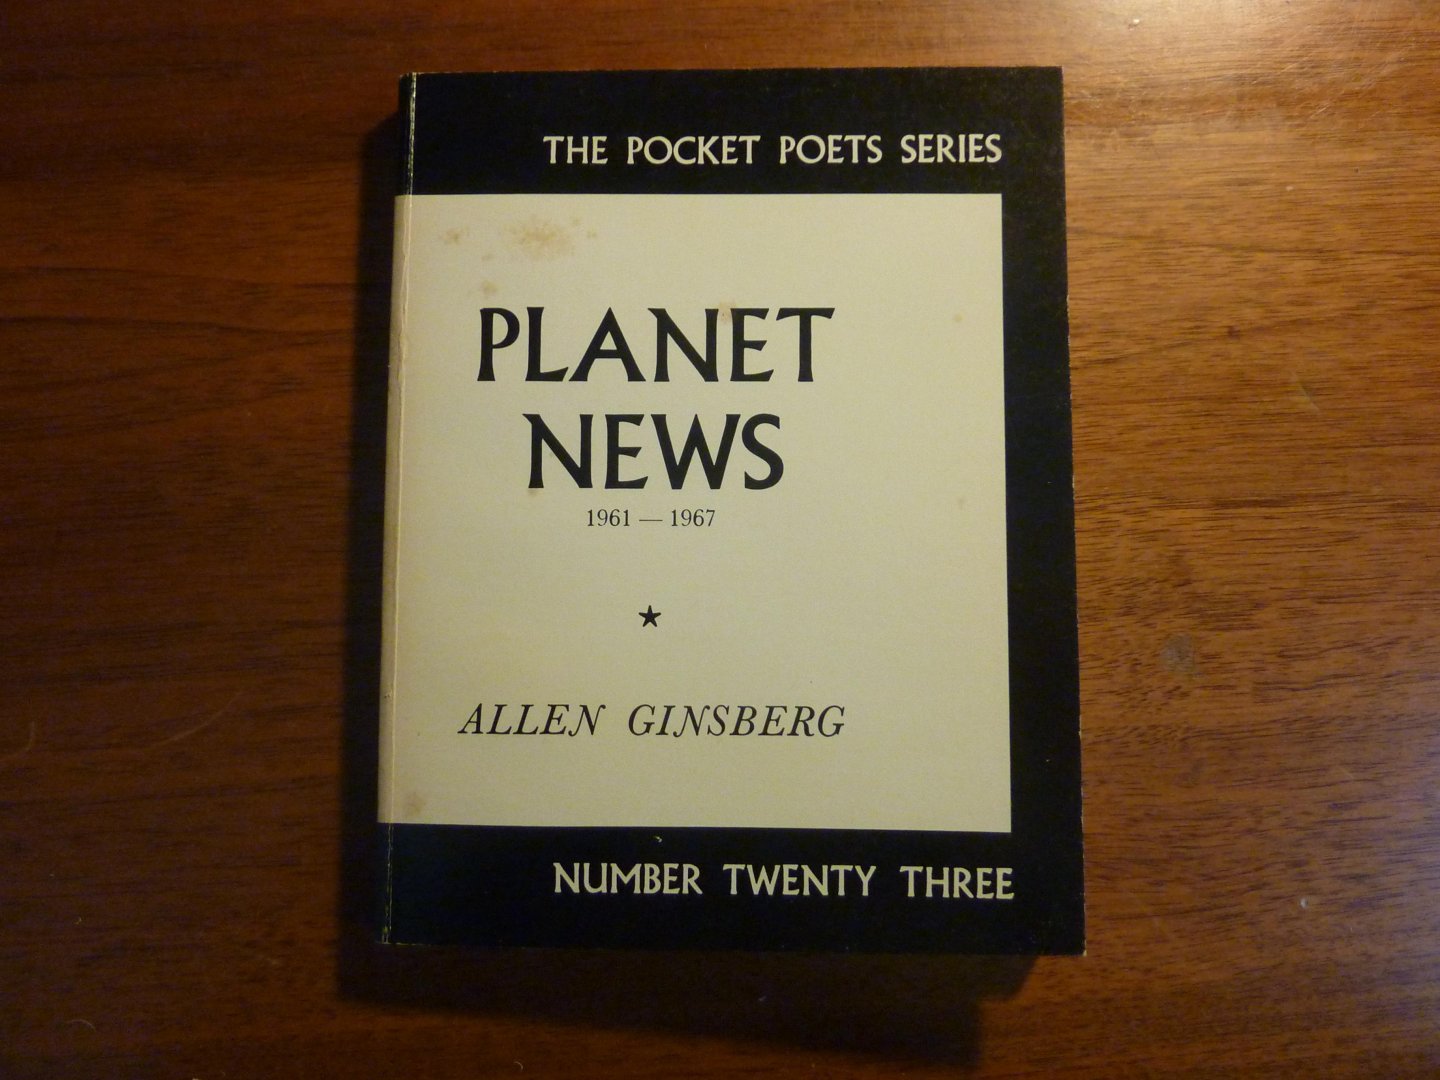 THE POCKET POETS SERIES
PLANET
NEWS
1961 — 1967
★
ALLEN GINSBERG
NUMBER TWENTY THREE